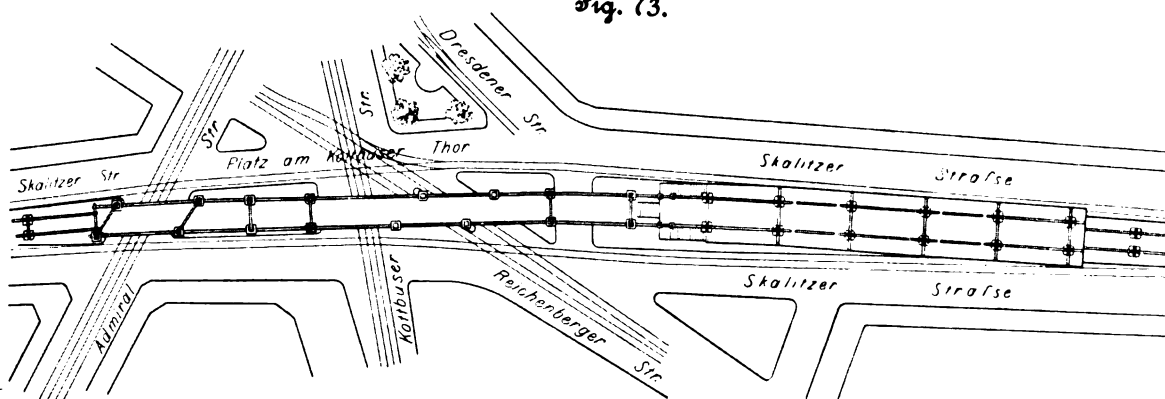 Fig. 73.
Dresdener Str.
Str.
Str.
Platz am Kottbuser Thor
Skalitzer Str
Skalitzer Strafse
Skalitzer Strafse
Admiral
Kottbuser
Reichenberger Str.